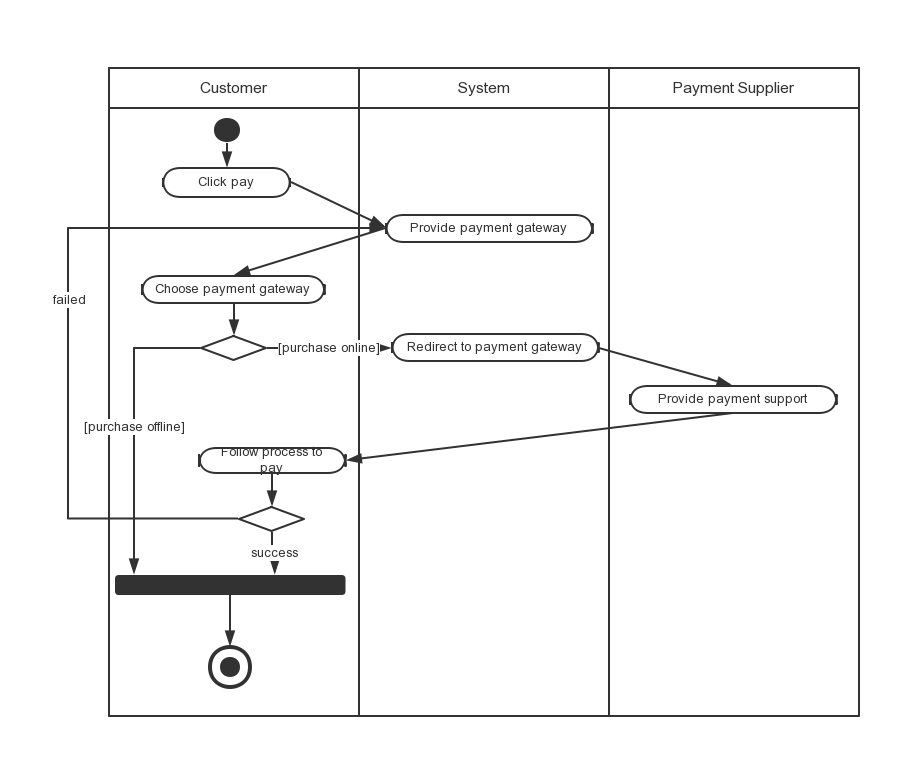 Customer
System
Payment Supplier
Click pay
Provide payment gateway
Choose payment gateway
failed
[purchase online]
Redirect to payment gateway
Provide payment support
[purchase offline]
Follow process to
pay
success